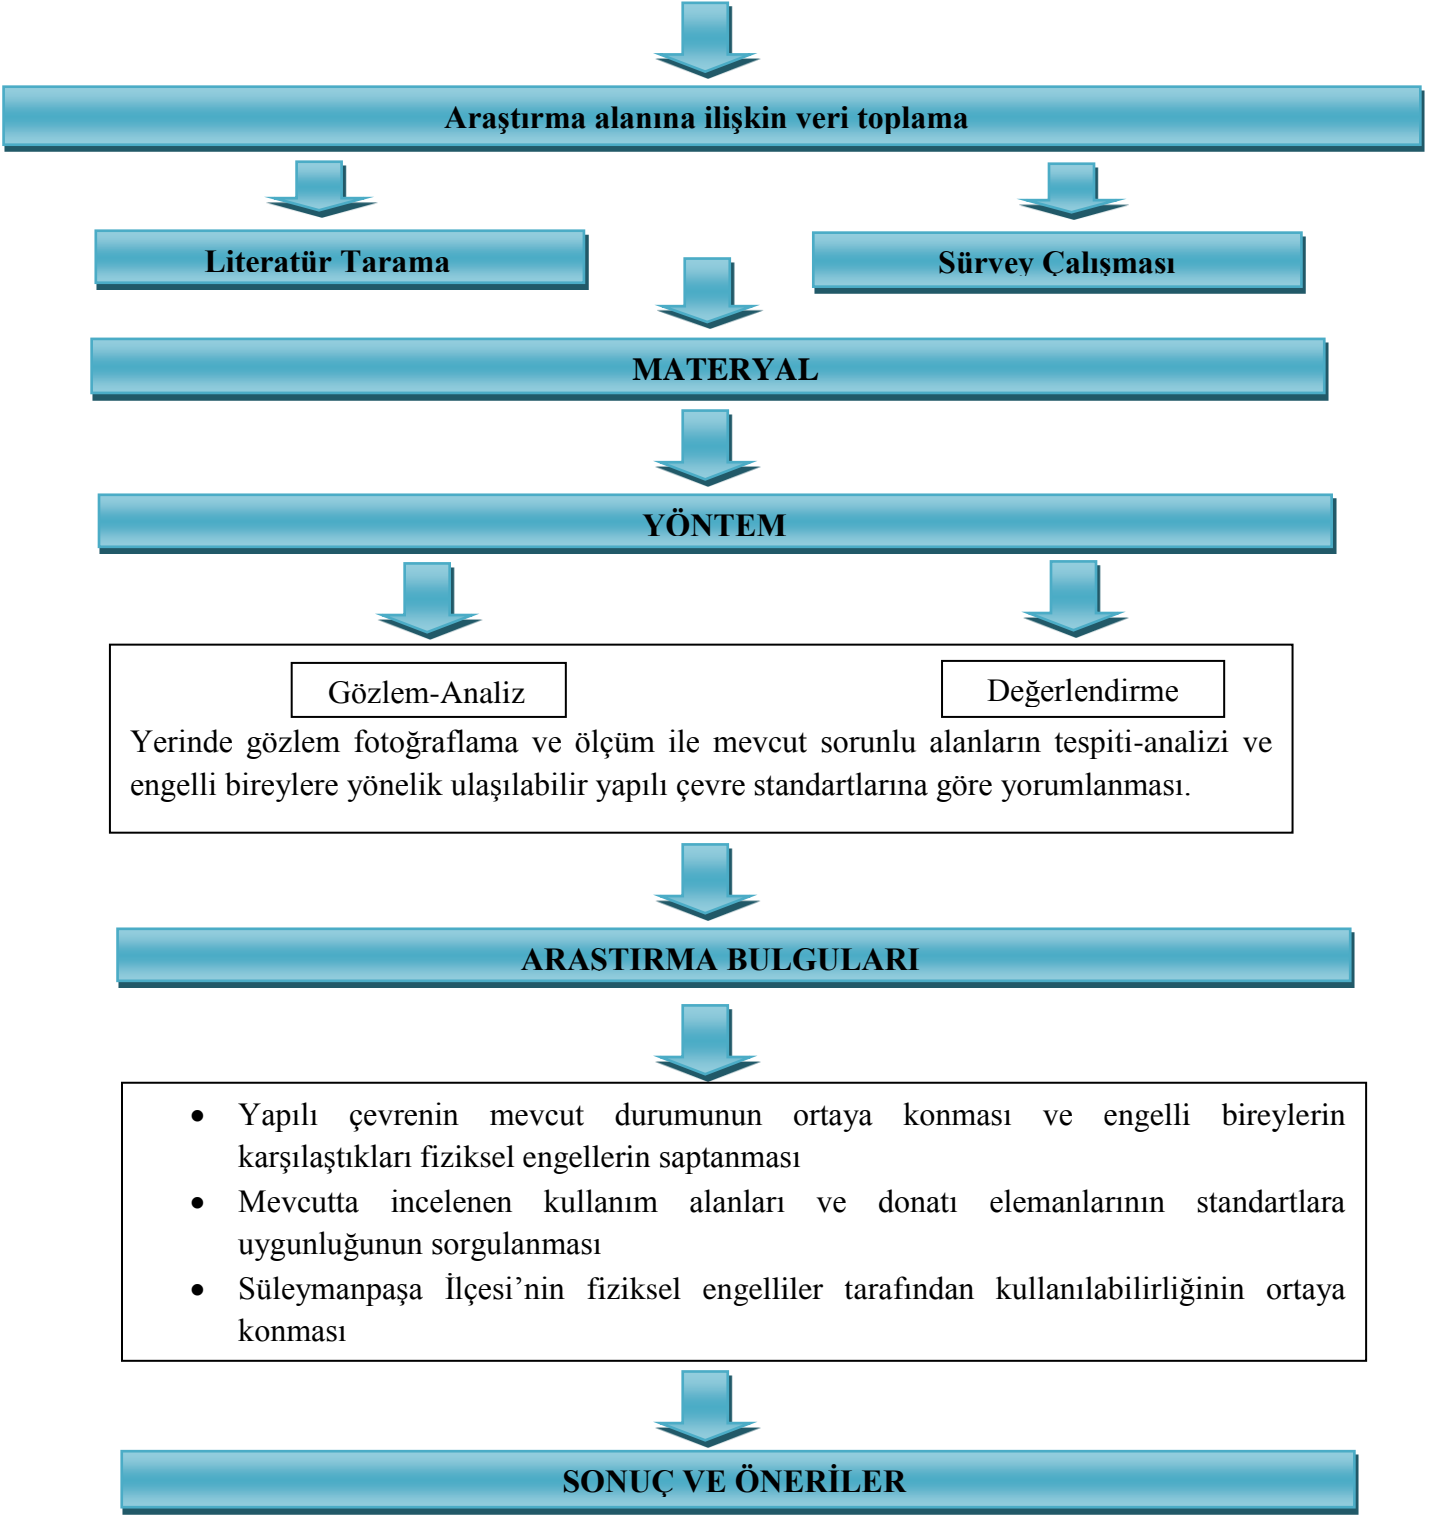 Araştırma alanına ilişkin veri toplama
Literatür Tarama
Sürvey Çalışması
MATERYAL
YÖNTEM
Gözlem-Analiz
Değerlendirme
Yerinde gözlem fotoğraflama ve ölçüm ile mevcut sorunlu alanların tespiti-analizi ve
engelli bireylere yönelik ulaşılabilir yapılı çevre standartlarına göre yorumlanması.
ARASTIRMA BULGULARI
• Yapılı çevrenin mevcut durumunun ortaya konması ve engelli bireylerin
karşılaştıkları fiziksel engellerin saptanması
• Mevcutta incelenen kullanım alanları ve donatı elemanlarının standartlara
uygunluğunun sorgulanması
• Süleymanpaşa İlçesi’nin fiziksel engelliler tarafından kullanılabilirliğinin ortaya
konması
SONUÇ VE ÖNERİLER